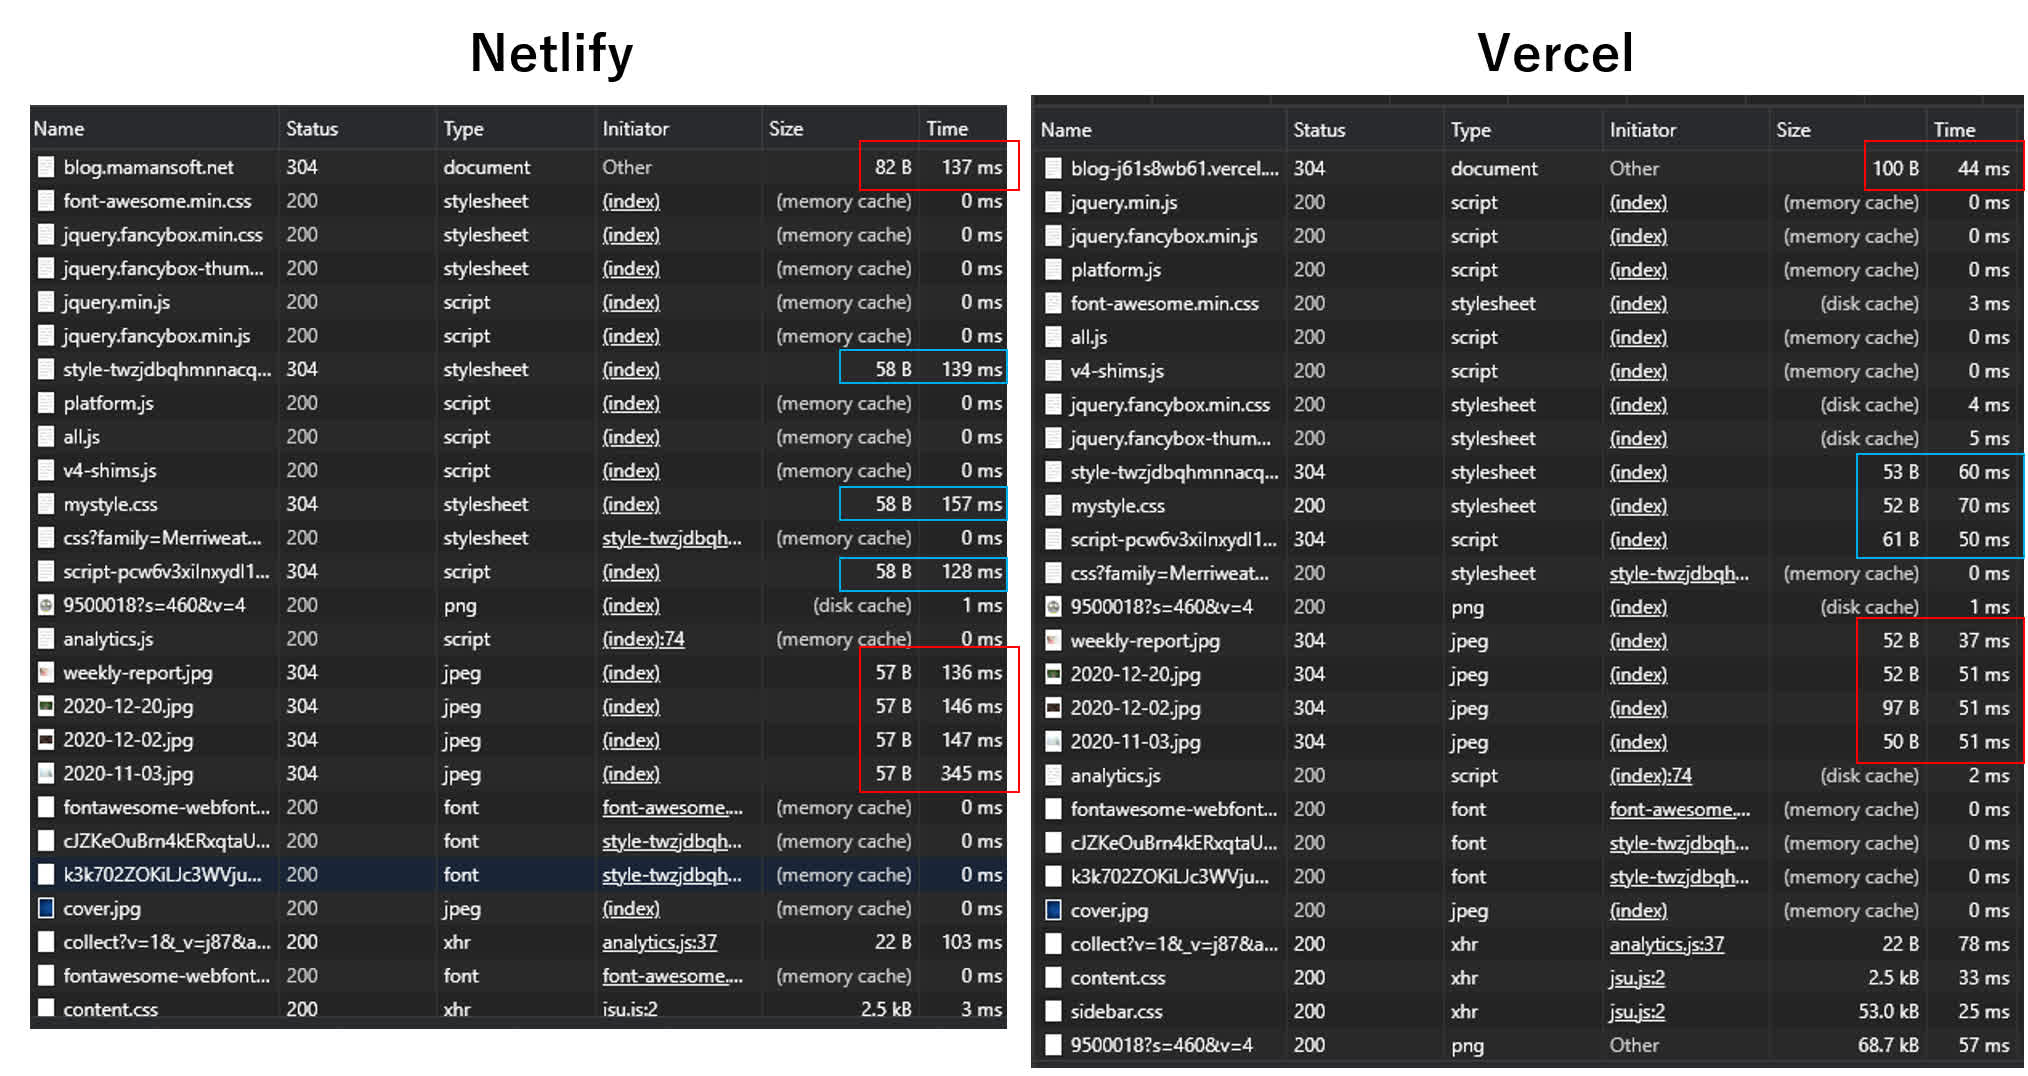 Netlify
Name Status Type Initiator Size Time
blog.mamansoft.net 304 document Other 82 B 137 ms
font-awesome.min.css 200 stylesheet (index) (memory cache) 0 ms
jquery.fancybox.min.css 200 stylesheet (index) (memory cache) 0 ms
jquery.fancybox-thum... 200 stylesheet (index) (memory cache) 0 ms
jquery.min.js 200 script (index) (memory cache) 0 ms
jquery.fancybox.min.js 200 script (index) (memory cache) 0 ms
style-twzjdbqhmnnacq... 304 stylesheet (index) 58 B 139 ms
platform.js 200 script (index) (memory cache) 0 ms
all.js 200 script (index) (memory cache) 0 ms
v4-shims.js 200 script (index) (memory cache) 0 ms
mystyle.css 304 stylesheet (index) 58 B 157 ms
css?family=Merriweat... 200 stylesheet style-twzjdbqh... (memory cache) 0 ms
script-pcw6v3xilnxydl1... 304 script (index) 58 B 128 ms
9500018?s=460&v=4 200 png (index) (disk cache) 1 ms
analytics.js 200 script (index):74 (memory cache) 0 ms
weekly-report.jpg 304 jpeg (index) 57 B 136 ms
2020-12-20.jpg 304 jpeg (index) 57 B 146 ms
2020-12-02.jpg 304 jpeg (index) 57 B 147 ms
2020-11-03.jpg 304 jpeg (index) 57 B 345 ms
fontawesome-webfont... 200 font font-awesome.... (memory cache) 0 ms
cJZKeOuBrn4kERxqtaU... 200 font style-twzjdbqh... (memory cache) 0 ms
k3k702ZOKiLJc3WVju... 200 font style-twzjdbqh... (memory cache) 0 ms
cover.jpg 200 jpeg (index) (memory cache) 0 ms
collect?v=1&_v=j87&a... 200 xhr analytics.js:37 22 B 103 ms
fontawesome-webfont... 200 font font-awesome.... (memory cache) 0 ms
content.css 200 xhr jsu.js:2 2.5 kB 3 ms
Vercel
Name Status Type Initiator Size Time
blog-j61s8wb61.vercel.... 304 document Other 100 B 44 ms
jquery.min.js 200 script (index) (memory cache) 0 ms
jquery.fancybox.min.js 200 script (index) (memory cache) 0 ms
platform.js 200 script (index) (memory cache) 0 ms
font-awesome.min.css 200 stylesheet (index) (disk cache) 3 ms
all.js 200 script (index) (memory cache) 0 ms
v4-shims.js 200 script (index) (memory cache) 0 ms
jquery.fancybox.min.css 200 stylesheet (index) (disk cache) 4 ms
jquery.fancybox-thum... 200 stylesheet (index) (disk cache) 5 ms
style-twzjdbqhmnnacq... 304 stylesheet (index) 53 B 60 ms
mystyle.css 200 stylesheet (index) 52 B 70 ms
script-pcw6v3xilnxydl1... 304 script (index) 61 B 50 ms
css?family=Merriweat... 200 stylesheet style-twzjdbqh... (memory cache) 0 ms
9500018?s=460&v=4 200 png (index) (disk cache) 1 ms
weekly-report.jpg 304 jpeg (index) 52 B 37 ms
2020-12-20.jpg 304 jpeg (index) 52 B 51 ms
2020-12-02.jpg 304 jpeg (index) 97 B 51 ms
2020-11-03.jpg 304 jpeg (index) 50 B 51 ms
analytics.js 200 script (index):74 (disk cache) 2 ms
fontawesome-webfont... 200 font font-awesome.... (memory cache) 0 ms
cJZKeOuBrn4kERxqtaU... 200 font style-twzjdbqh... (memory cache) 0 ms
k3k702ZOKiLJc3WVju... 200 font style-twzjdbqh... (memory cache) 0 ms
cover.jpg 200 jpeg (index) (memory cache) 0 ms
collect?v=1&_v=j87&a... 200 xhr analytics.js:37 22 B 78 ms
content.css 200 xhr jsu.js:2 2.5 kB 33 ms
sidebar.css 200 xhr jsu.js:2 53.0 kB 25 ms
9500018?s=460&v=4 200 png Other 68.7 kB 57 ms